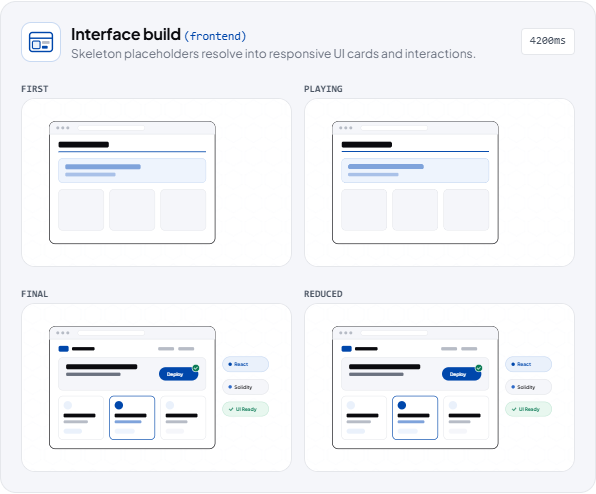 Interface build (frontend)
4200ms
Skeleton placeholders resolve into responsive UI cards and interactions.
FIRST
PLAYING
FINAL
REDUCED
Deploy
React
Solidity
UI Ready
Deploy
React
Solidity
UI Ready